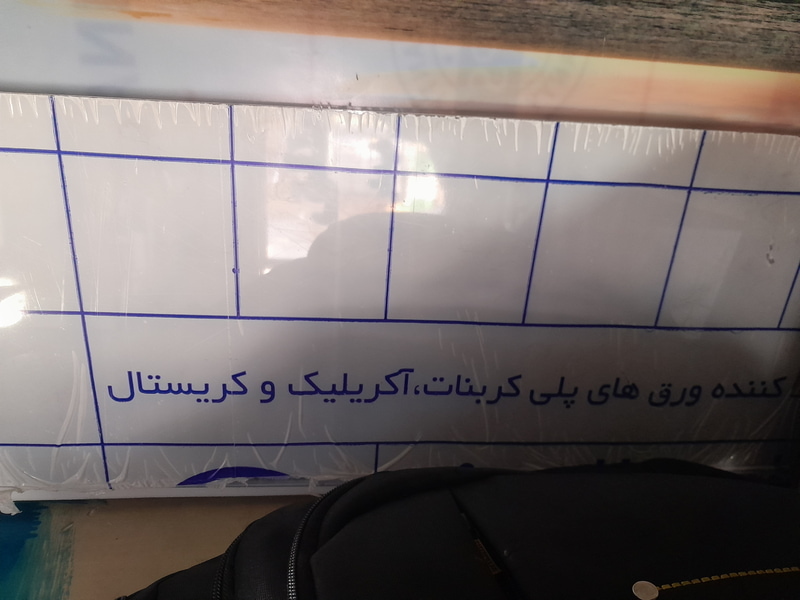 کننده ورق های پلی کربنات،آکریلیک و کریستال